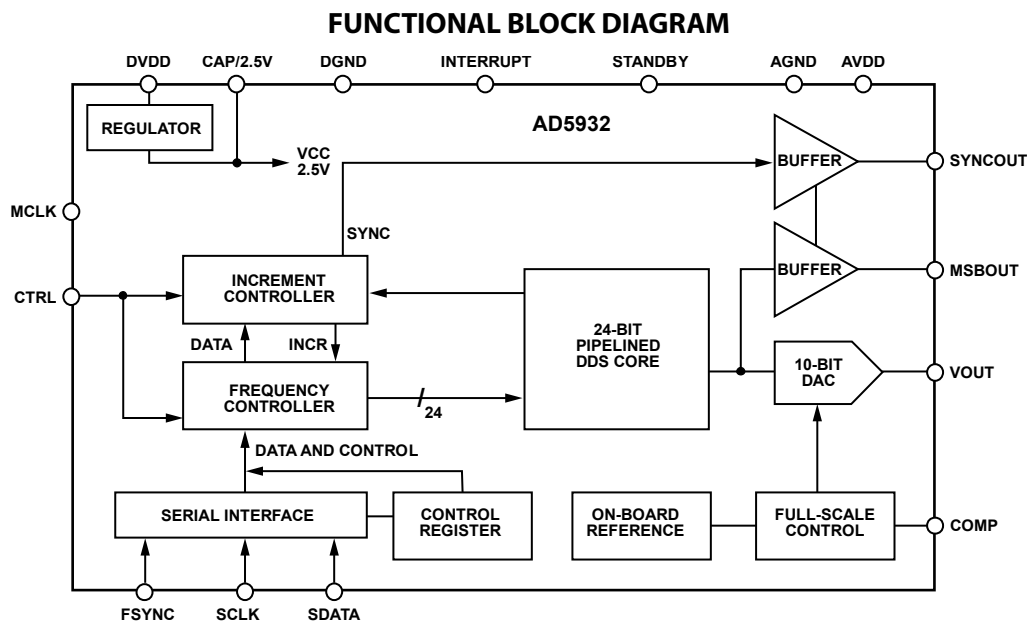 FUNCTIONAL BLOCK DIAGRAM
DVDD
CAP/2.5V
DGND
INTERRUPT
STANDBY
AGND
AVDD
REGULATOR
AD5932
VCC
2.5V
BUFFER
SYNCOUT
MCLK
SYNC
BUFFER
MSBOUT
CTRL
INCREMENT
CONTROLLER
24-BIT
PIPELINED
DDS CORE
DATA
INCR
10-BIT
DAC
VOUT
FREQUENCY
CONTROLLER
24
DATA AND CONTROL
SERIAL INTERFACE
CONTROL
REGISTER
ON-BOARD
REFERENCE
FULL-SCALE
CONTROL
COMP
FSYNC
SCLK
SDATA